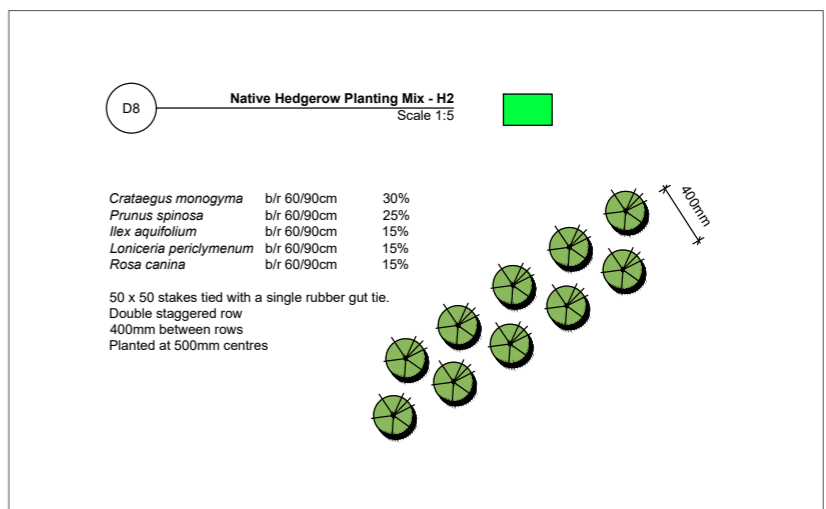 D8
Native Hedgerow Planting Mix - H2
Scale 1:5
Crataegus monogyma b/r 60/90cm 30%
Prunus spinosa b/r 60/90cm 25%
Ilex aquifolium b/r 60/90cm 15%
Loniceria periclymenum b/r 60/90cm 15%
Rosa canina b/r 60/90cm 15%
50 x 50 stakes tied with a single rubber gut tie.
Double staggered row
400mm between rows
Planted at 500mm centres
400mm